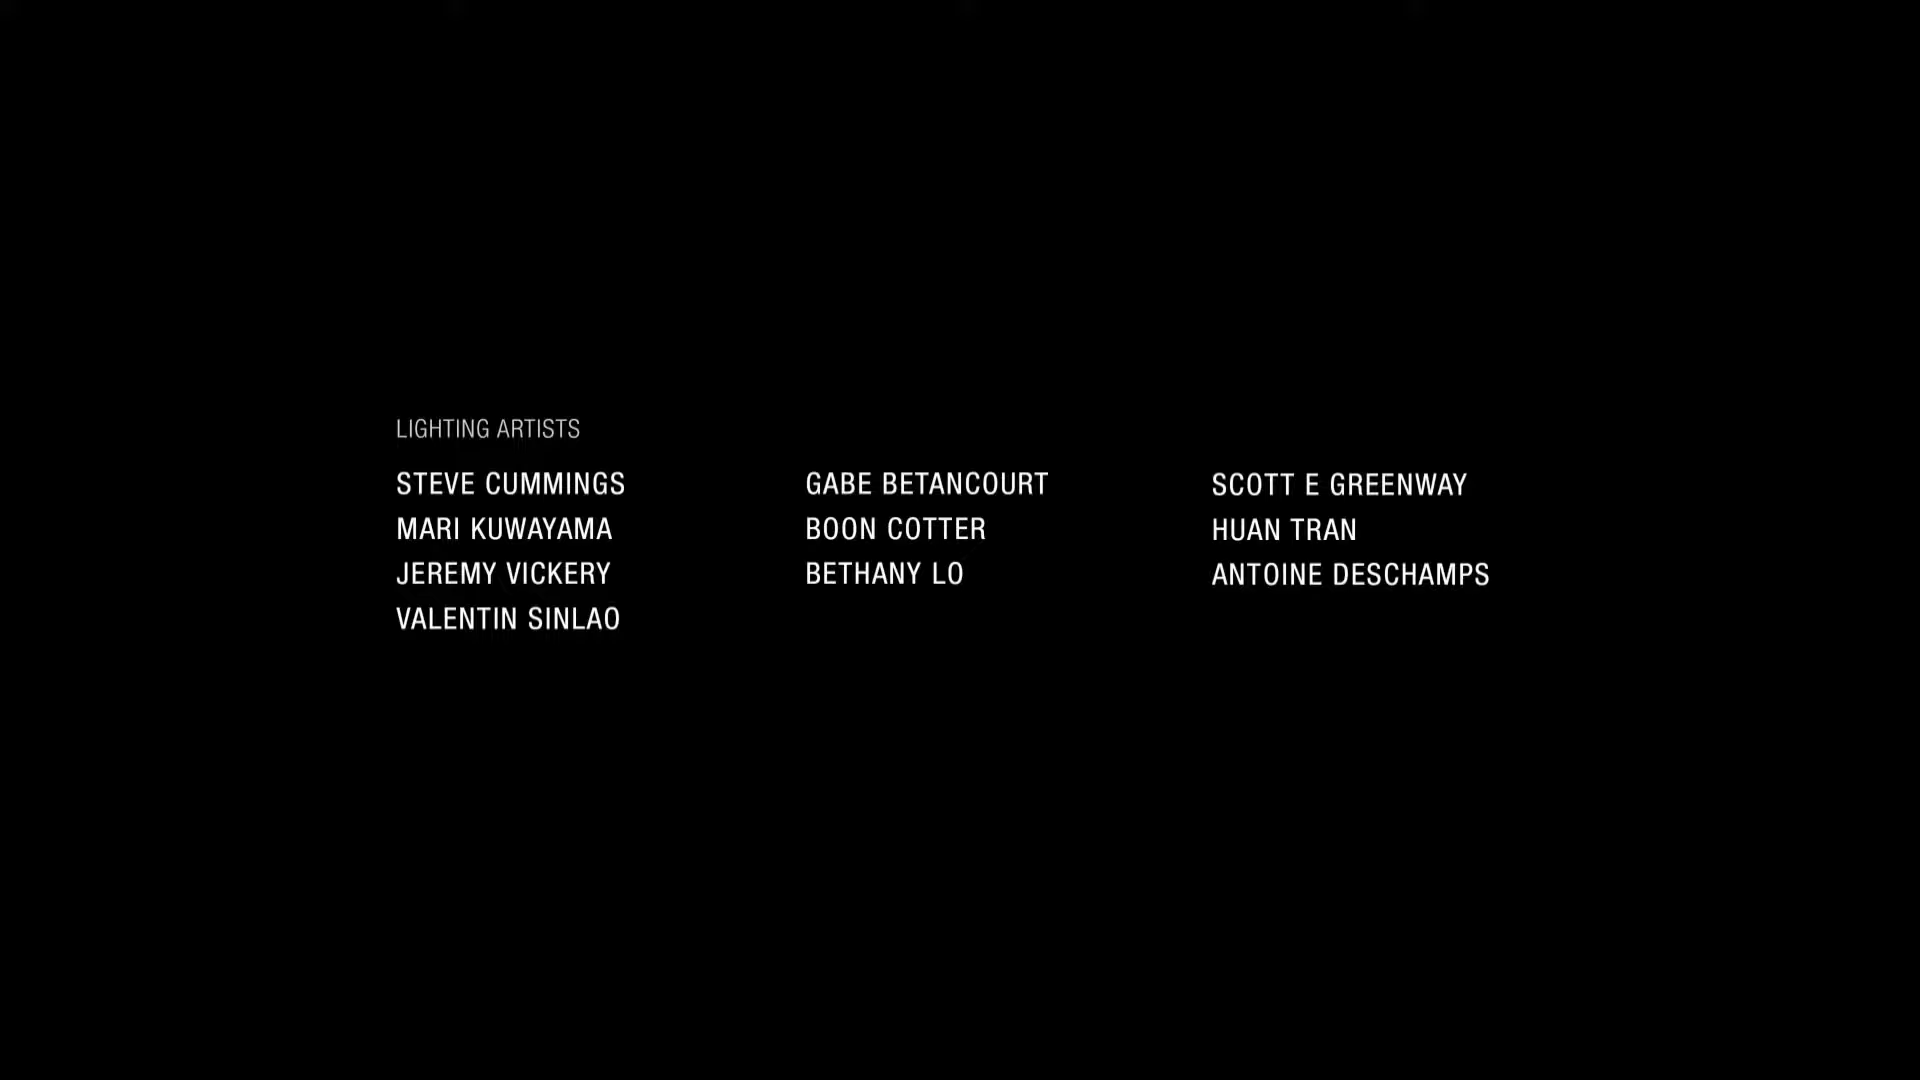 LIGHTING ARTISTS
STEVE CUMMINGS
MARI KUWAYAMA
JEREMY VICKERY
VALENTIN SINLAO
GABE BETANCOURT
BOON COTTER
BETHANY LO
SCOTT E GREENWAY
HUAN TRAN
ANTOINE DESCHAMPS